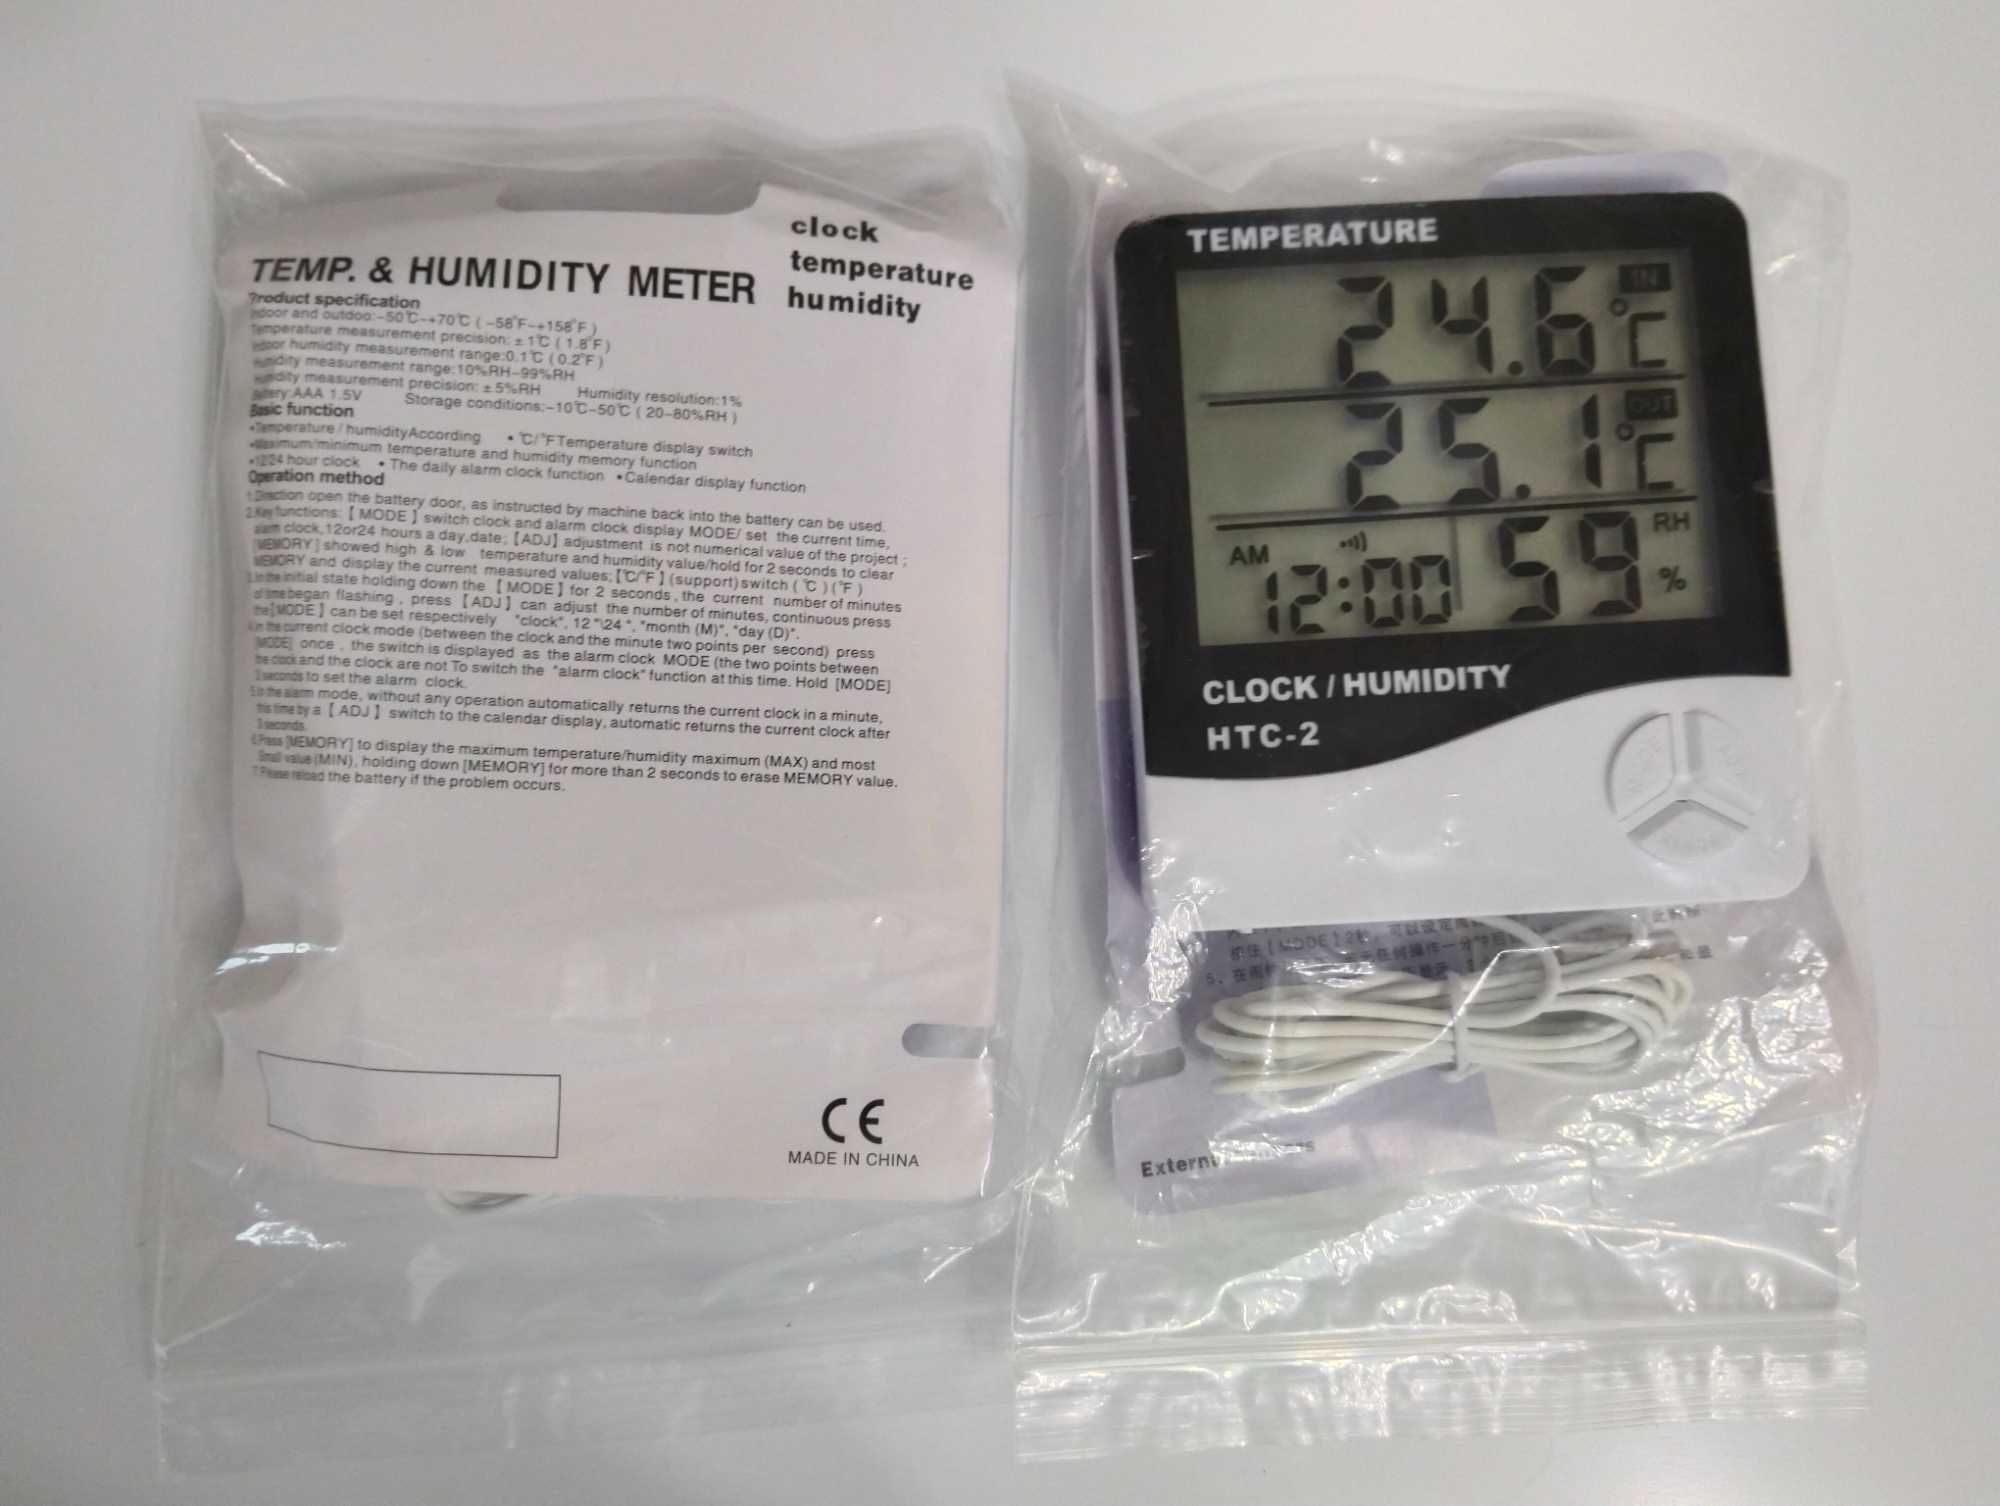 clock
temperature
humidity
TEMP. & HUMIDITY METER
Product specification
Indoor and outdoo:-50℃-+70℃ ( -58°F-+158°F )
Temperature measurement precision: ± 1℃ ( 1.8°F)
Indoor humidity measurement range:0.1℃ ( 0.2°F)
Humidity measurement range:10%RH-99%RH
Humidity measurement precision: ± 5%RH Humidity resolution:1%
Battery:AAA 1.5V Storage conditions:-10℃-50℃ ( 20-80%RH )
Basic function
•Temperature / humidityAccording • ℃/°FTemperature display switch
•Maximum/minimum temperature and humidity memory function
•12/24 hour clock • The daily alarm clock function • Calendar display function
Operation method
1.Direction open the battery door, as instructed by machine back into the battery can be used.
2.Key functions:【 MODE 】 switch clock and alarm clock display MODE/ set the current time,
alarm clock,12or24 hours a day,date;【ADJ】 adjustment is not numerical value of the project ;
[MEMORY] showed high & low temperature and humidity value/hold for 2 seconds to clear
MEMORY and display the current measured values;【℃/°F】(support) switch ( ℃ ) (°F )
3.In the initial state holding down the 【 MODE 】 for 2 seconds , the current number of minutes
of time began flashing , press 【 ADJ 】 can adjust the number of minutes, continuous press
the【MODE 】 can be set respectively "clock", 12 "\24 ", "month (M)", "day (D)".
4.In the current clock mode (between the clock and the minute two points per second) press
[MODE] once , the switch is displayed as the alarm clock MODE (the two points between
the clock and the clock are not To switch the "alarm clock" function at this time. Hold [MODE]
seconds to set the alarm clock.
5.In the alarm mode, without any operation automatically returns the current clock in a minute,
this time by a 【 ADJ 】 switch to the calendar display, automatic returns the current clock after
3 seconds.
6.Press [MEMORY] to display the maximum temperature/humidity maximum (MAX) and most
Small value (MIN), holding down [MEMORY] for more than 2 seconds to erase MEMORY value.
7.Please reload the battery if the problem occurs.
CE
MADE IN CHINA
TEMPERATURE
IN
24.6 ℃
OUT
25.1 ℃
AM 12:00
RH
59 %
CLOCK / HUMIDITY
HTC-2
MODE
ADJ
按住【MODE】2秒, 可以设定
External